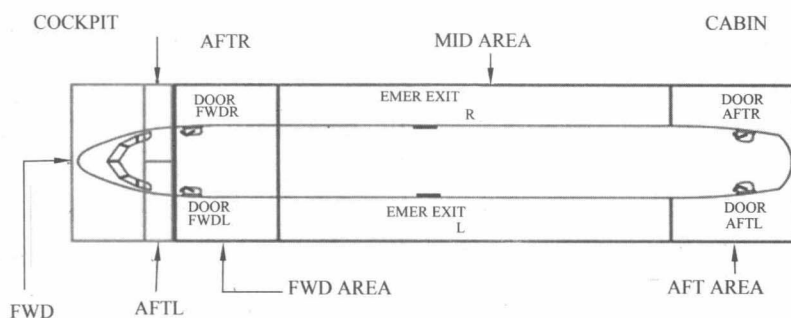 COCKPIT
AFTR
MID AREA
CABIN
DOOR
FWDR
EMER EXIT
R
DOOR
AFTR
DOOR
FWDL
EMER EXIT
L
DOOR
AFTL
FWD
AFTL
FWD AREA
AFT AREA